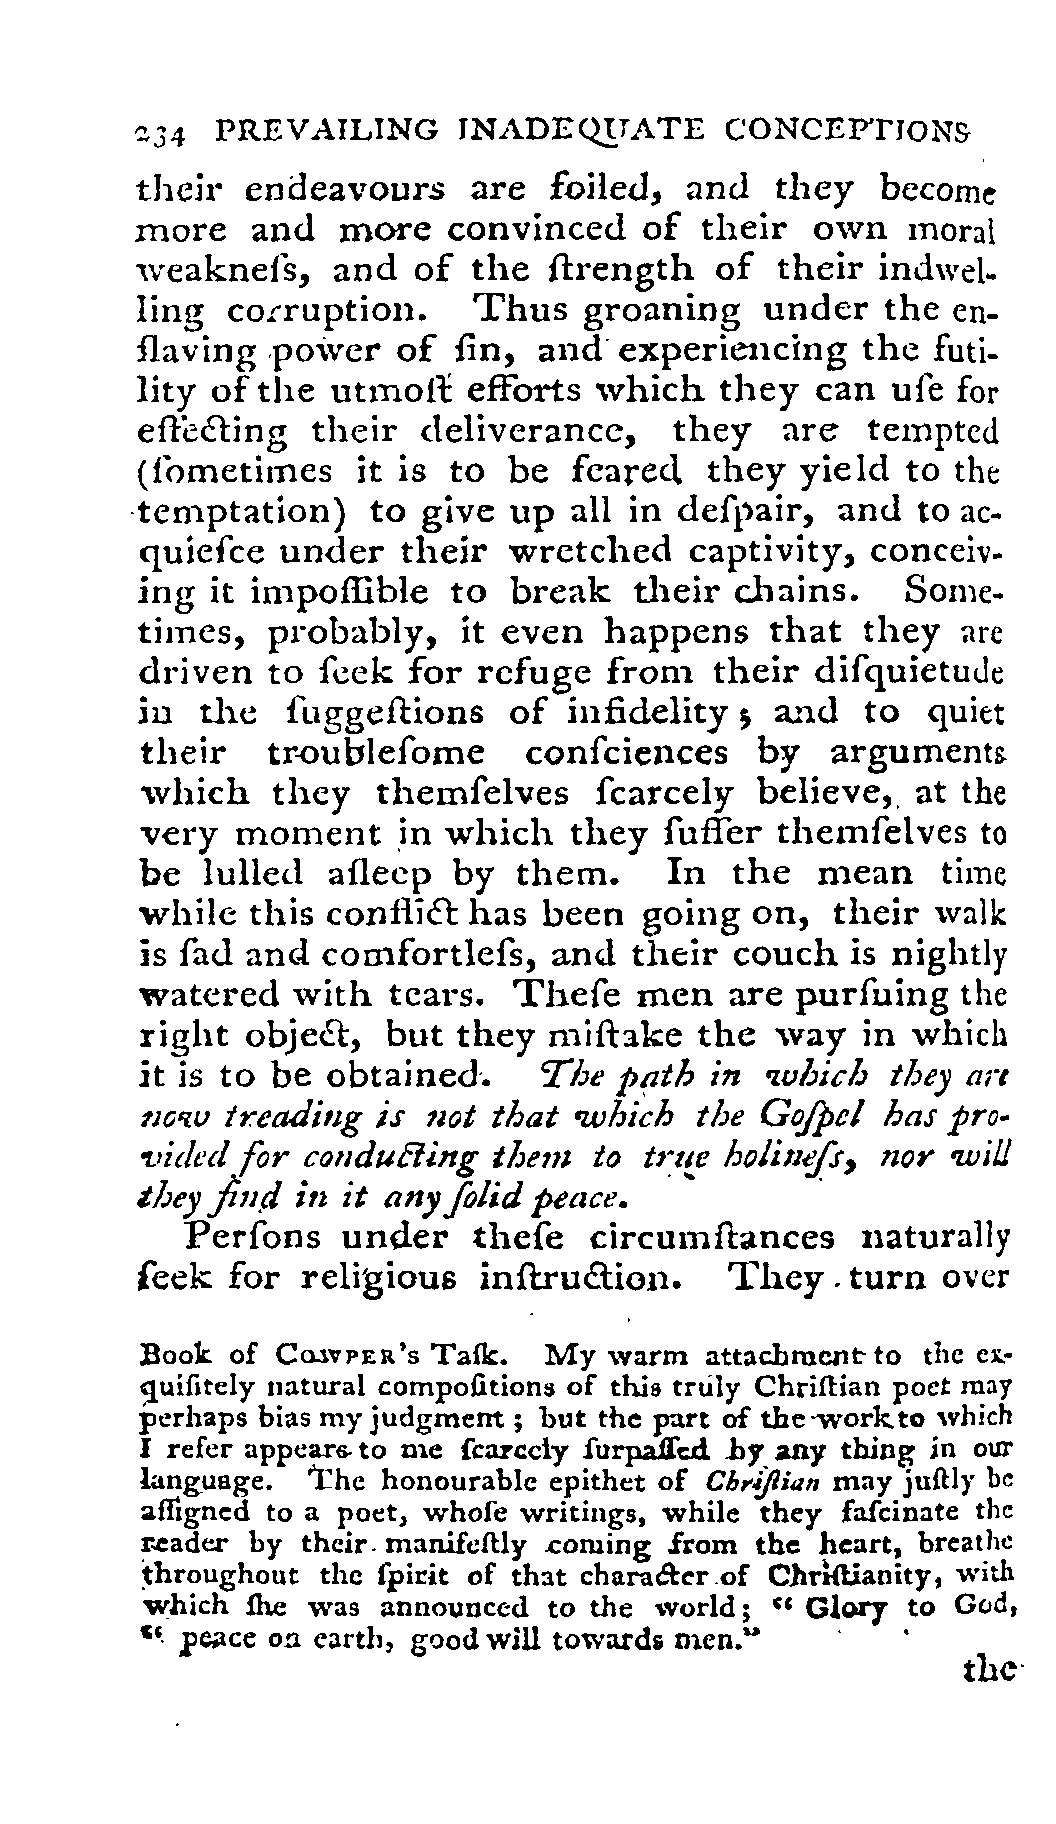 234 PREVAILING INADEQUATE CONCEPTIONS
their endeavours are foiled, and they become
more and more convinced of their own moral
weakneſs, and of the ſtrength of their indwel-
ling corruption. Thus groaning under the en-
ſlaving power of ſin, and experiencing the futi-
lity of the utmoſt efforts which they can uſe for
effecting their deliverance, they are tempted
(ſometimes it is to be feared they yield to the
temptation) to give up all in deſpair, and to ac-
quieſce under their wretched captivity, conceiv-
ing it impoſſible to break their chains. Some-
times, probably, it even happens that they are
driven to ſeek for refuge from their diſquietude
in the ſuggeſtions of infidelity; and to quiet
their troubleſome conſciences by arguments
which they themſelves ſcarcely believe, at the
very moment in which they ſuffer themſelves to
be lulled aſleep by them. In the mean time
while this conflict has been going on, their walk
is ſad and comfortleſs, and their couch is nightly
watered with tears. Theſe men are purſuing the
right object, but they miſtake the way in which
it is to be obtained. The path in which they are
now treading is not that which the Goſpel has pro-
vided for conducting them to true holineſs, nor will
they find in it any ſolid peace.
Perſons under theſe circumſtances naturally
ſeek for religious inſtruction. They turn over
Book of COWPER's Taſk. My warm attachment to the ex-
quiſitely natural compoſitions of this truly Chriſtian poet may
perhaps bias my judgment; but the part of the work to which
I refer appears to me ſcarcely ſurpaſſed by any thing in our
language. The honourable epithet of Chriſtian may juſtly be
aſſigned to a poet, whoſe writings, while they faſcinate the
reader by their manifeſtly coming from the heart, breathe
throughout the ſpirit of that character of Chriſtianity, with
which ſhe was announced to the world; “ Glory to God,
“ peace on earth, good will towards men.”
the